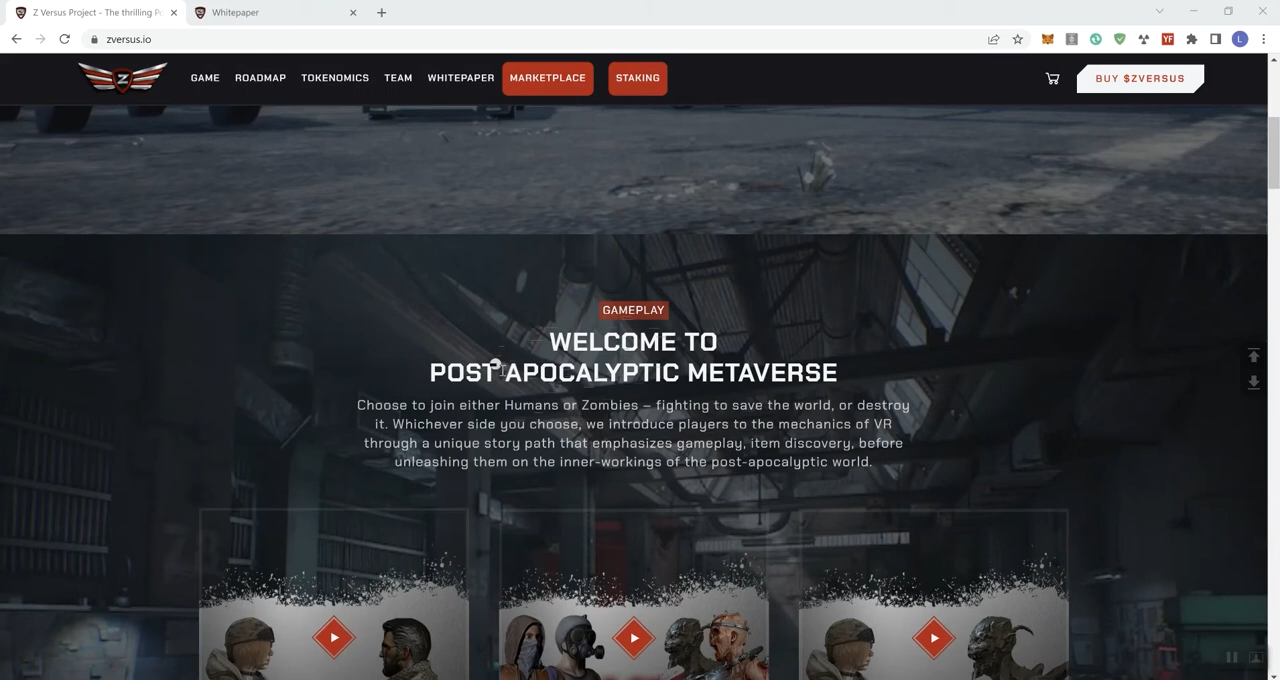 Z Versus Project - The thrilling P
Whitepaper
zversus.io
YF
L
Z
GAME
ROADMAP
TOKENOMICS
TEAM
WHITEPAPER
MARKETPLACE
STAKING
BUY $ZVERSUS
GAMEPLAY
WELCOME TO
POST APOCALYPTIC METAVERSE
Choose to join either Humans or Zombies – fighting to save the world, or destroy
it. Whichever side you choose, we introduce players to the mechanics of VR
through a unique story path that emphasizes gameplay, item discovery, before
unleashing them on the inner-workings of the post-apocalyptic world.